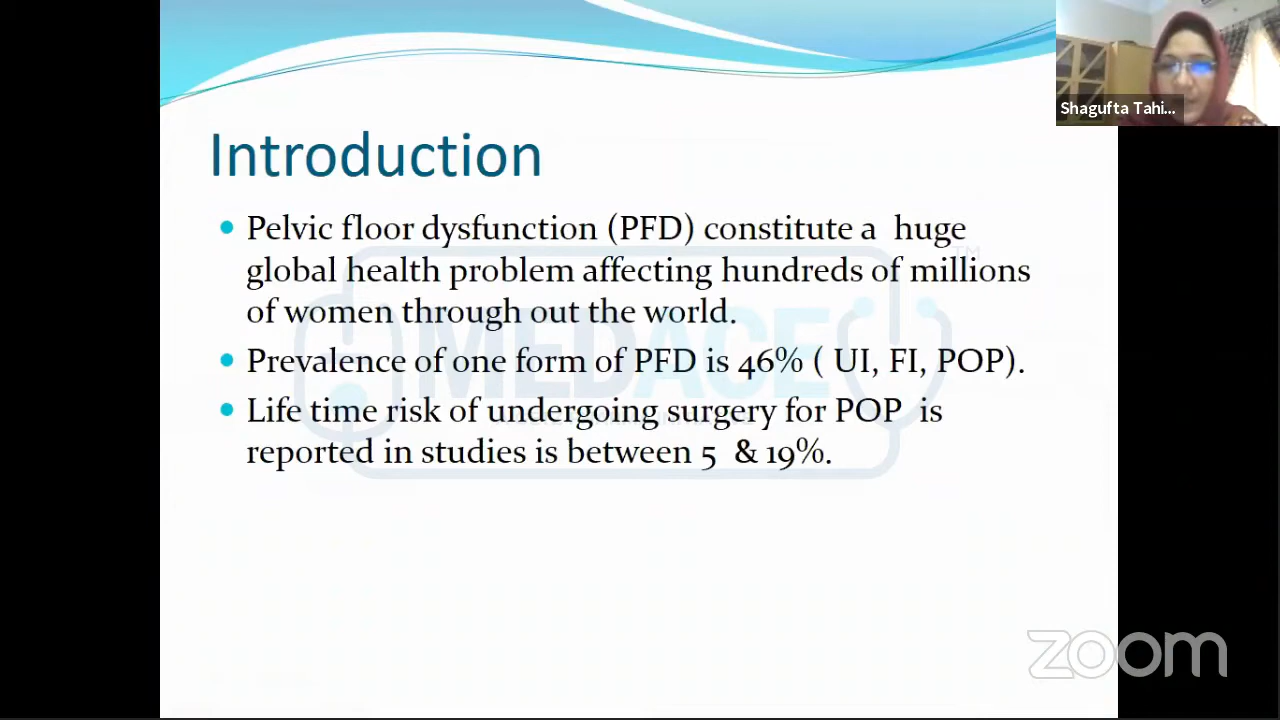 Shagufta Tahi...
Introduction
Pelvic floor dysfunction (PFD) constitute a huge
global health problem affecting hundreds of millions
of women through out the world.
Prevalence of one form of PFD is 46% ( UI, FI, POP).
Life time risk of undergoing surgery for POP is
reported in studies is between 5 & 19%.
MEDACE
TM
zoom